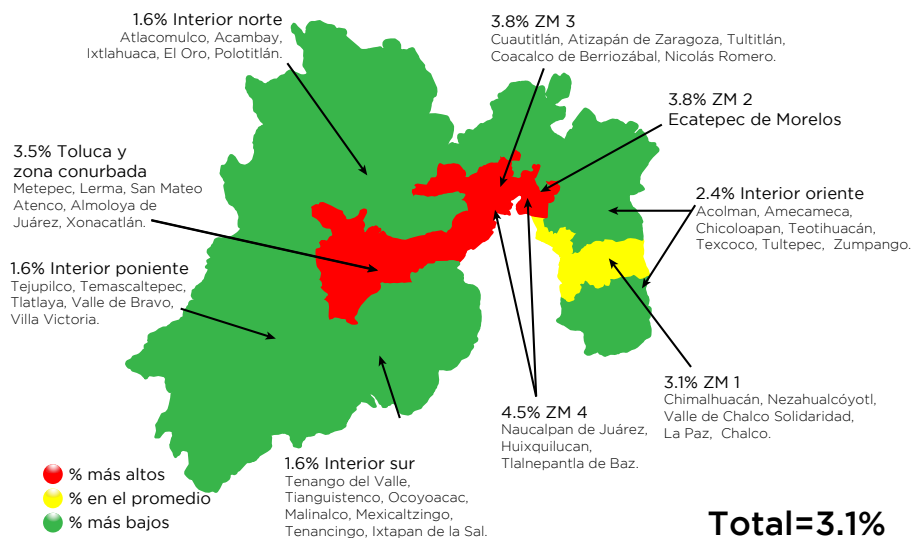 1.6% Interior norte
Atlacomulco, Acambay,
Ixtlahuaca, El Oro, Polotitlán.
3.8% ZM 3
Cuautitlán, Atizapán de Zaragoza, Tultitlán,
Coacalco de Berriozábal, Nicolás Romero.
3.8% ZM 2
Ecatepec de Morelos
3.5% Toluca y
zona conurbada
Metepec, Lerma, San Mateo
Atenco, Almoloya de
Juárez, Xonacatlán.
2.4% Interior oriente
Acolman, Amecameca,
Chicoloapan, Teotihuacán,
Texcoco, Tultepec, Zumpango.
1.6% Interior poniente
Tejupilco, Temascaltepec,
Tlatlaya, Valle de Bravo,
Villa Victoria.
3.1% ZM 1
Chimalhuacán, Nezahualcóyotl,
Valle de Chalco Solidaridad,
La Paz, Chalco.
4.5% ZM 4
Naucalpan de Juárez,
Huixquilucan,
Tlalnepantla de Baz.
1.6% Interior sur
Tenango del Valle,
Tianguistenco, Ocoyoacac,
Malinalco, Mexicaltzingo,
Tenancingo, Ixtapan de la Sal.
% más altos
% en el promedio
% más bajos
Total=3.1%